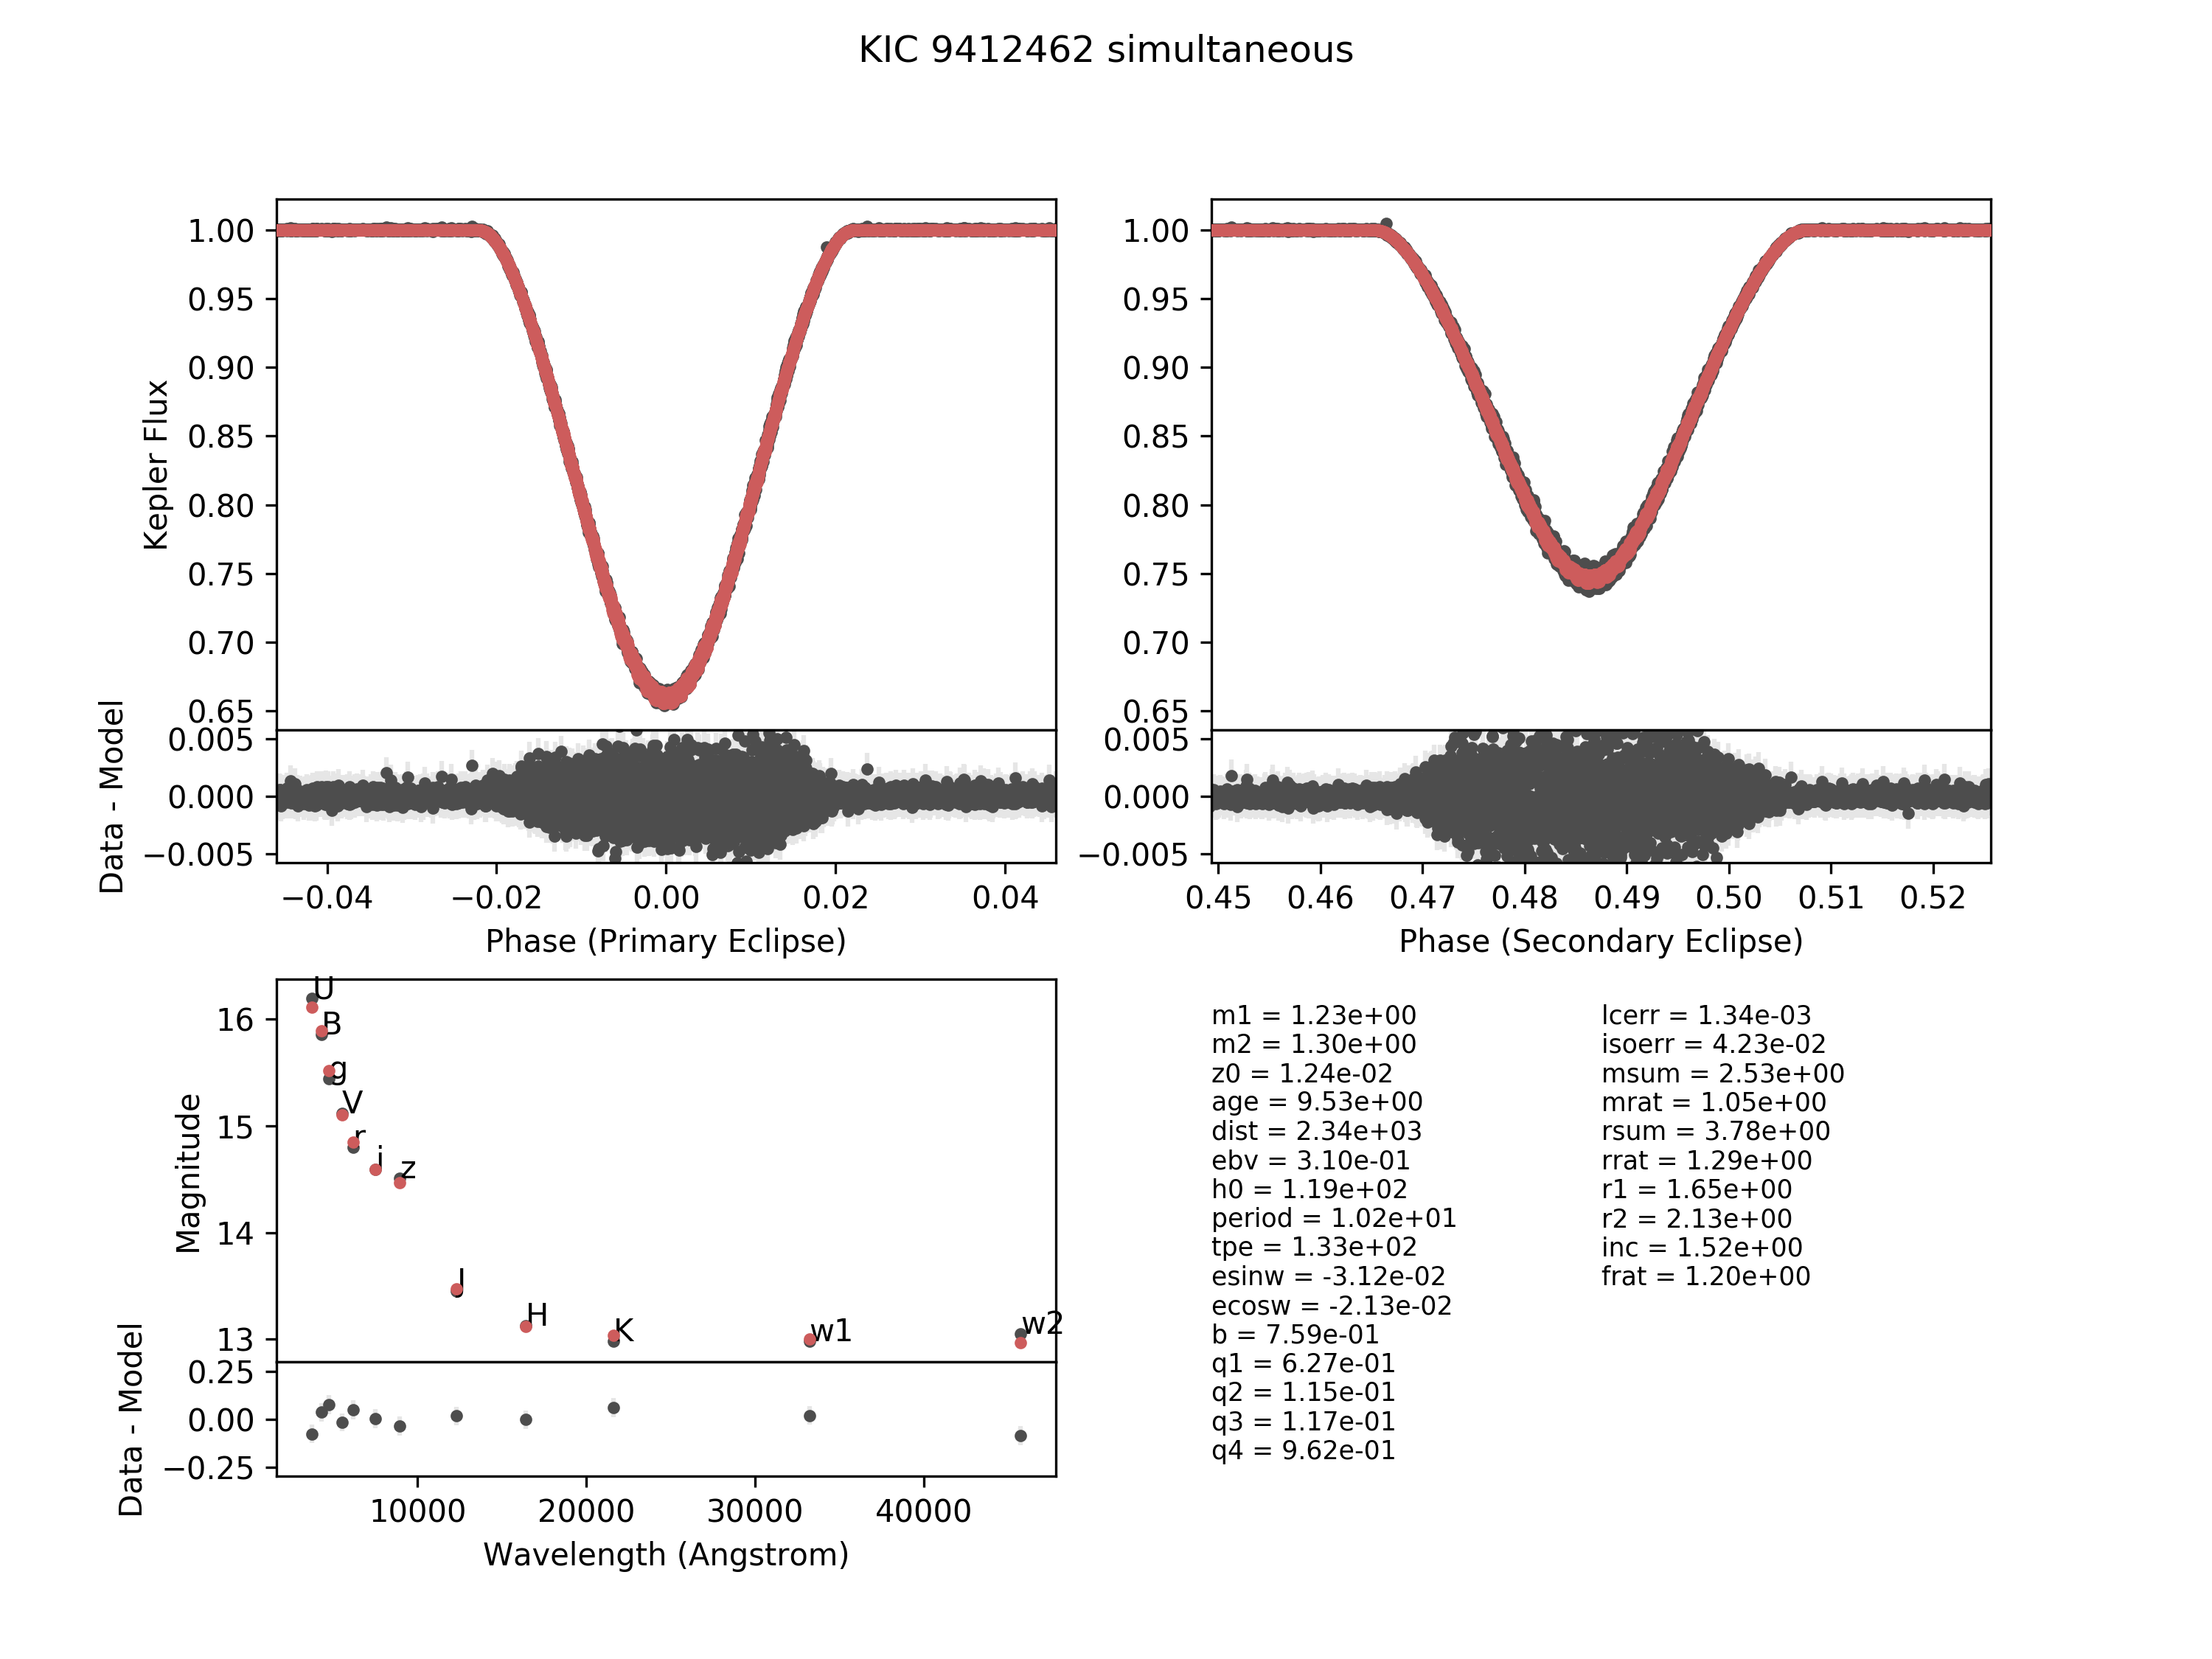 KIC 9412462 simultaneous
Kepler Flux
1.00
0.95
0.90
0.85
0.80
0.75
0.70
0.65
Data - Model
0.005
0.000
−0.005
−0.04 −0.02 0.00 0.02 0.04
Phase (Primary Eclipse)
1.00
0.95
0.90
0.85
0.80
0.75
0.70
0.65
0.005
0.000
−0.005
0.45 0.46 0.47 0.48 0.49 0.50 0.51 0.52
Phase (Secondary Eclipse)
Magnitude
16
15
14
13
U
B
g
V
r
i
z
J
H
K
w1
w2
Data - Model
0.25
0.00
−0.25
10000 20000 30000 40000
Wavelength (Angstrom)
m1 = 1.23e+00
m2 = 1.30e+00
z0 = 1.24e-02
age = 9.53e+00
dist = 2.34e+03
ebv = 3.10e-01
h0 = 1.19e+02
period = 1.02e+01
tpe = 1.33e+02
esinw = -3.12e-02
ecosw = -2.13e-02
b = 7.59e-01
q1 = 6.27e-01
q2 = 1.15e-01
q3 = 1.17e-01
q4 = 9.62e-01
lcerr = 1.34e-03
isoerr = 4.23e-02
msum = 2.53e+00
mrat = 1.05e+00
rsum = 3.78e+00
rrat = 1.29e+00
r1 = 1.65e+00
r2 = 2.13e+00
inc = 1.52e+00
frat = 1.20e+00